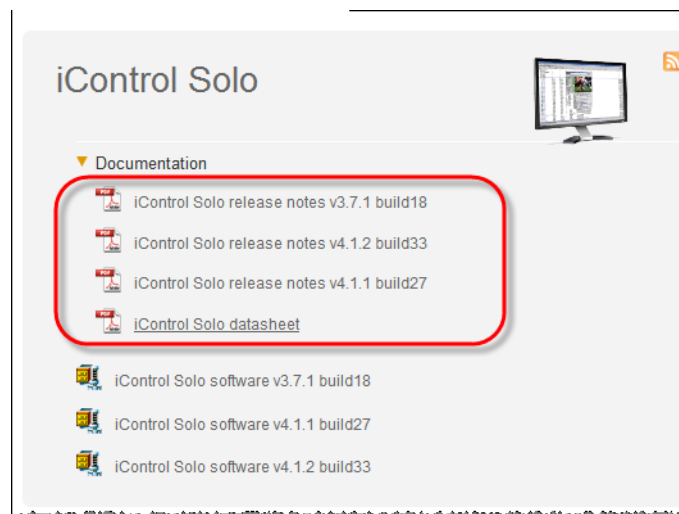 iControl Solo
Documentation
iControl Solo release notes v3.7.1 build18
iControl Solo release notes v4.1.2 build33
iControl Solo release notes v4.1.1 build27
iControl Solo datasheet
iControl Solo software v3.7.1 build18
iControl Solo software v4.1.1 build27
iControl Solo software v4.1.2 build33